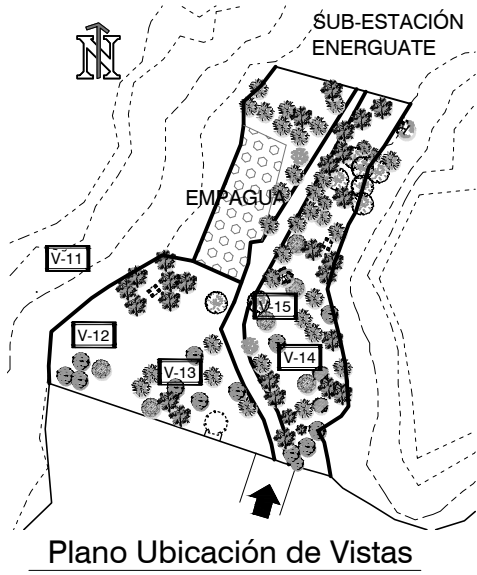 N
SUB-ESTACIÓN
ENERGUATE
EMPAGUA
V-11
V-15
V-12
V-14
V-13
Plano Ubicación de Vistas